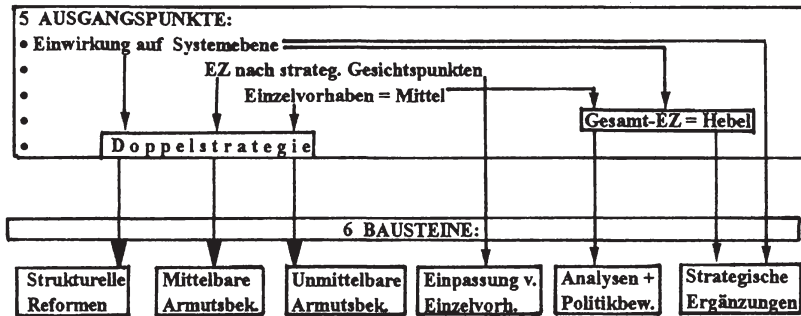 5 AUSGANGSPUNKTE:
• Einwirkung auf Systemebene
• EZ nach strateg. Gesichtspunkten
• Einzelvorhaben = Mittel
• Gesamt-EZ = Hebel
• Doppelstrategie
6 BAUSTEINE:
Strukturelle
Reformen
Mittelbare
Armutsbek.
Unmittelbare
Armutsbek.
Einpassung v.
Einzelvorh.
Analysen +
Politikbew.
Strategische
Ergänzungen